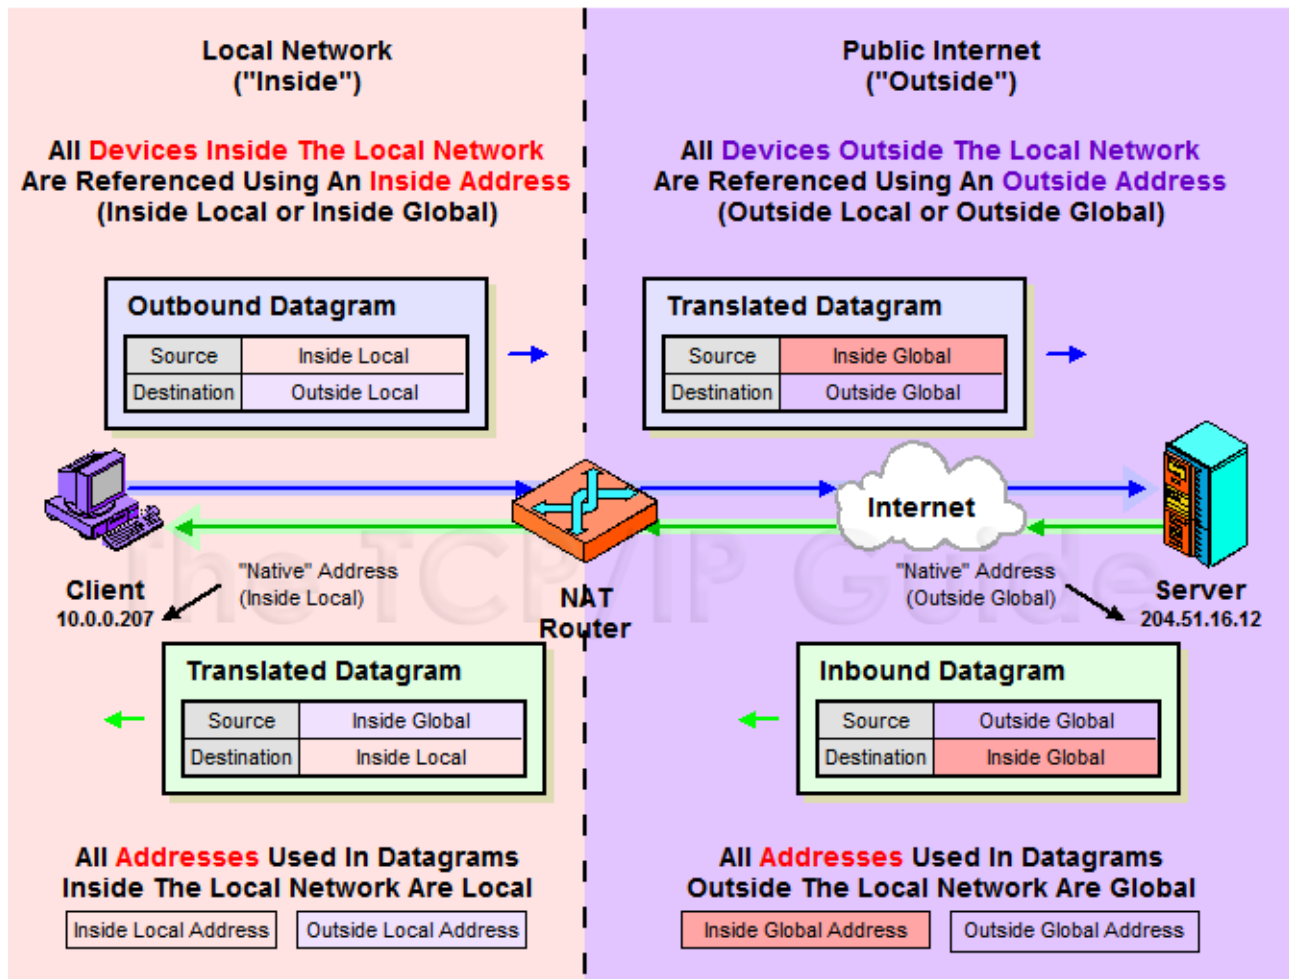 Local Network
("Inside")
Public Internet
("Outside")
All Devices Inside The Local Network
Are Referenced Using An Inside Address
(Inside Local or Inside Global)
All Devices Outside The Local Network
Are Referenced Using An Outside Address
(Outside Local or Outside Global)
Outbound Datagram
Source Inside Local
Destination Outside Local
Translated Datagram
Source Inside Global
Destination Outside Global
Internet
The TCP/IP Guide
Client
10.0.0.207
"Native" Address
(Inside Local)
NAT
Router
"Native" Address
(Outside Global)
Server
204.51.16.12
Translated Datagram
Source Inside Global
Destination Inside Local
Inbound Datagram
Source Outside Global
Destination Inside Global
All Addresses Used In Datagrams
Inside The Local Network Are Local
Inside Local Address
Outside Local Address
All Addresses Used In Datagrams
Outside The Local Network Are Global
Inside Global Address
Outside Global Address